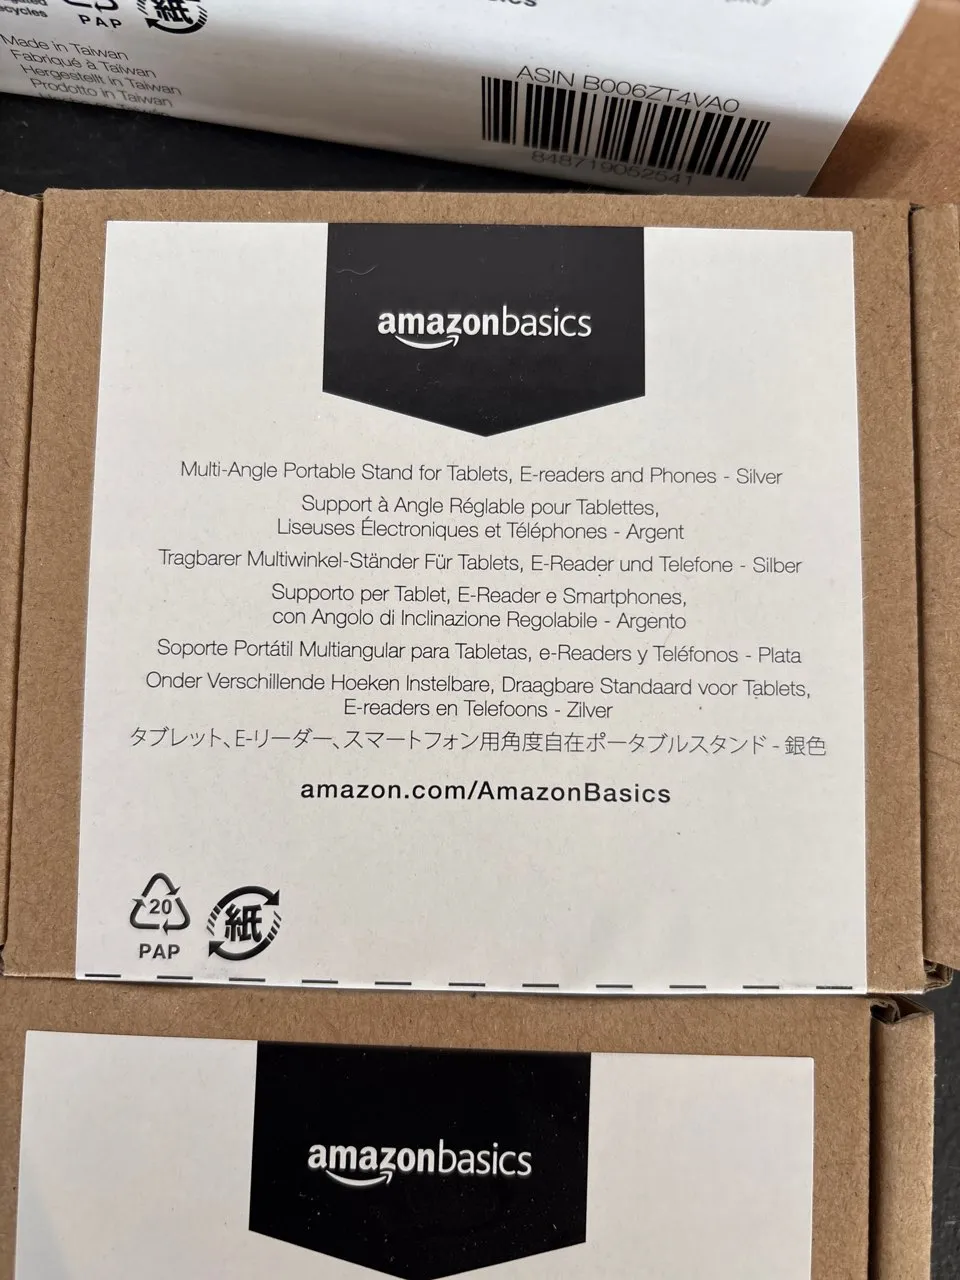 PAP
紙
Made in Taiwan
Fabriqué à Taïwan
Hergestellt in Taiwan
Prodotto in Taiwan
ASIN B006ZT4VA0
848719052541
amazonbasics
Multi-Angle Portable Stand for Tablets, E-readers and Phones - Silver
Support à Angle Réglable pour Tablettes,
Liseuses Électroniques et Téléphones - Argent
Tragbarer Multiwinkel-Ständer Für Tablets, E-Reader und Telefone - Silber
Supporto per Tablet, E-Reader e Smartphones,
con Angolo di Inclinazione Regolabile - Argento
Soporte Portátil Multiangular para Tabletas, e-Readers y Teléfonos - Plata
Onder Verschillende Hoeken Instelbare, Draagbare Standaard voor Tablets,
E-readers en Telefoons - Zilver
タブレット、E-リーダー、スマートフォン用角度自在ポータブルスタンド - 銀色
amazon.com/AmazonBasics
20
PAP
紙
amazonbasics